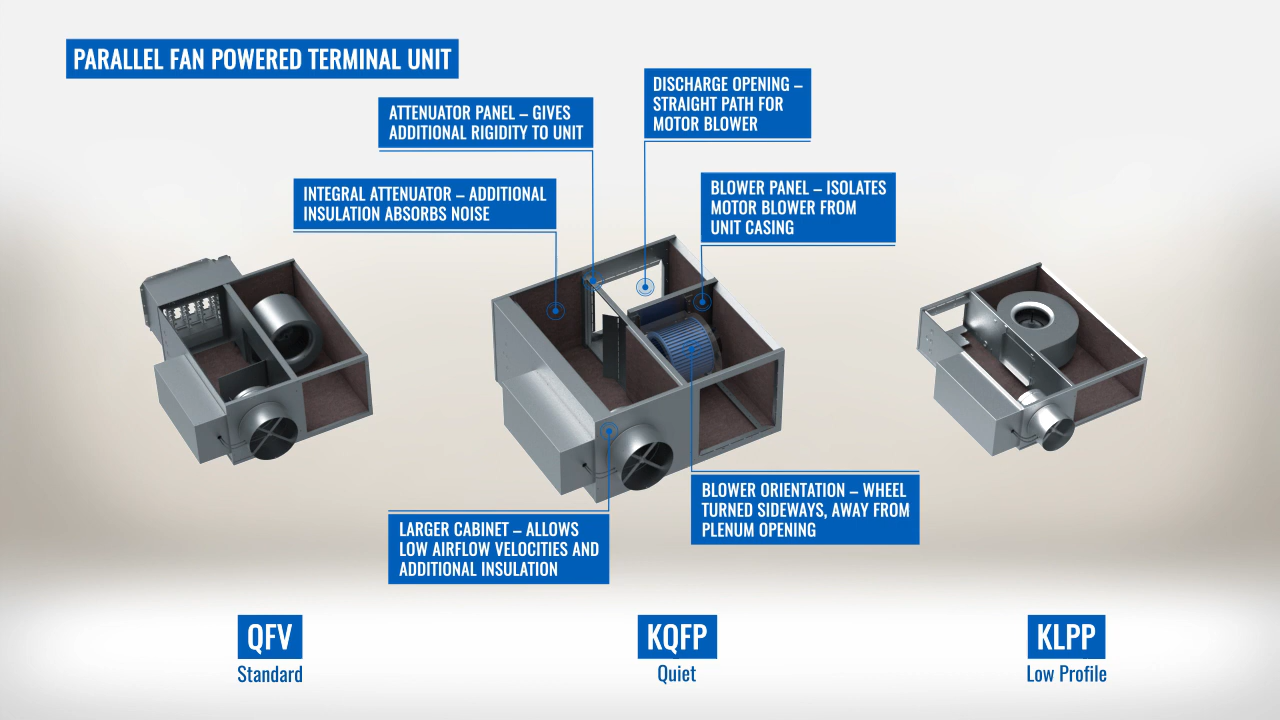 PARALLEL FAN POWERED TERMINAL UNIT
DISCHARGE OPENING –
STRAIGHT PATH FOR
MOTOR BLOWER
ATTENUATOR PANEL – GIVES
ADDITIONAL RIGIDITY TO UNIT
BLOWER PANEL – ISOLATES
MOTOR BLOWER FROM
UNIT CASING
INTEGRAL ATTENUATOR – ADDITIONAL
INSULATION ABSORBS NOISE
BLOWER ORIENTATION – WHEEL
TURNED SIDEWAYS, AWAY FROM
PLENUM OPENING
LARGER CABINET – ALLOWS
LOW AIRFLOW VELOCITIES AND
ADDITIONAL INSULATION
QFV
Standard
KQFP
Quiet
KLPP
Low Profile